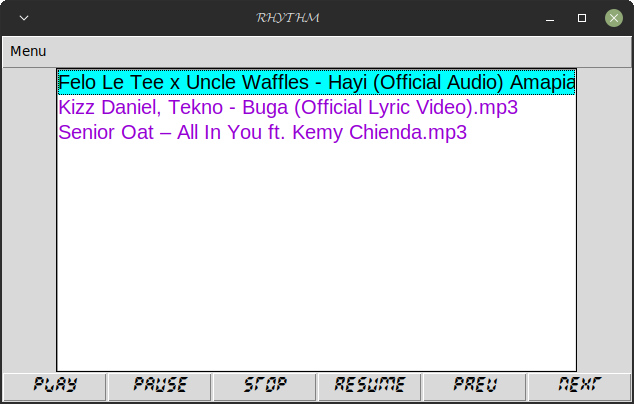 RHYTHM
Menu
Felo Le Tee x Uncle Waffles - Hayi (Official Audio) Amapia
Kizz Daniel, Tekno - Buga (Official Lyric Video).mp3
Senior Oat – All In You ft. Kemy Chienda.mp3
PLAY PAUSE STOP RESUME PREV NEXT